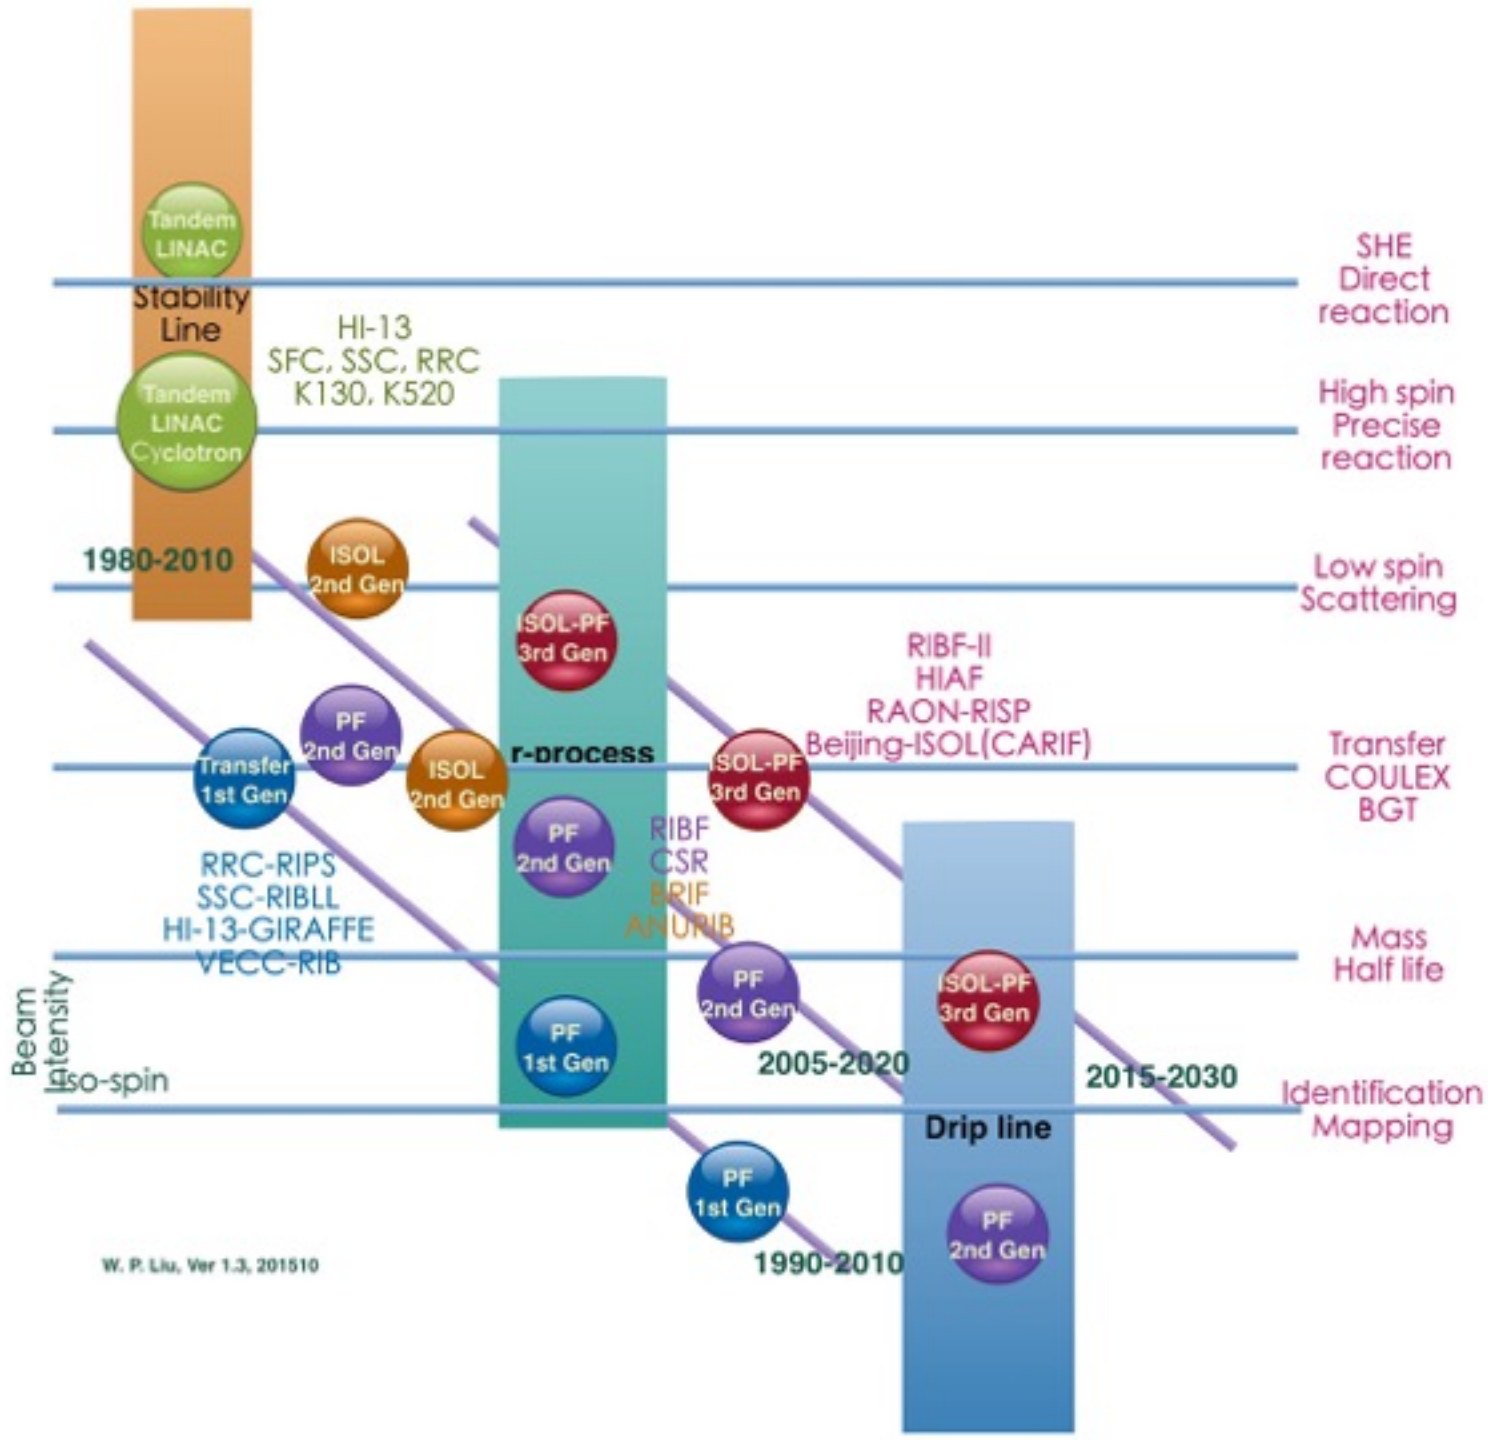 Tandem
LINAC
Stability
Line
Tandem
LINAC
Cyclotron
1980-2010
HI-13
SFC, SSC, RRC
K130, K520
SHE
Direct
reaction
High spin
Precise
reaction
Low spin
Scattering
Transfer
COULEX
BGT
Mass
Half life
Identification
Mapping
ISOL
2nd Gen
ISOL-PF
3rd Gen
RIBF-II
HIAF
RAON-RISP
Beijing-ISOL(CARIF)
PF
2nd Gen
Transfer
1st Gen
ISOL
2nd Gen
r-process
ISOL-PF
3rd Gen
PF
2nd Gen
RIBF
CSR
BRIF
ANURIB
RRC-RIPS
SSC-RIBLL
HI-13-GIRAFFE
VECC-RIB
PF
2nd Gen
ISOL-PF
3rd Gen
Beam
Intensity
Iso-spin
PF
1st Gen
2005-2020
2015-2030
Drip line
PF
1st Gen
PF
2nd Gen
1990-2010
W. P. Liu, Ver 1.3, 201510